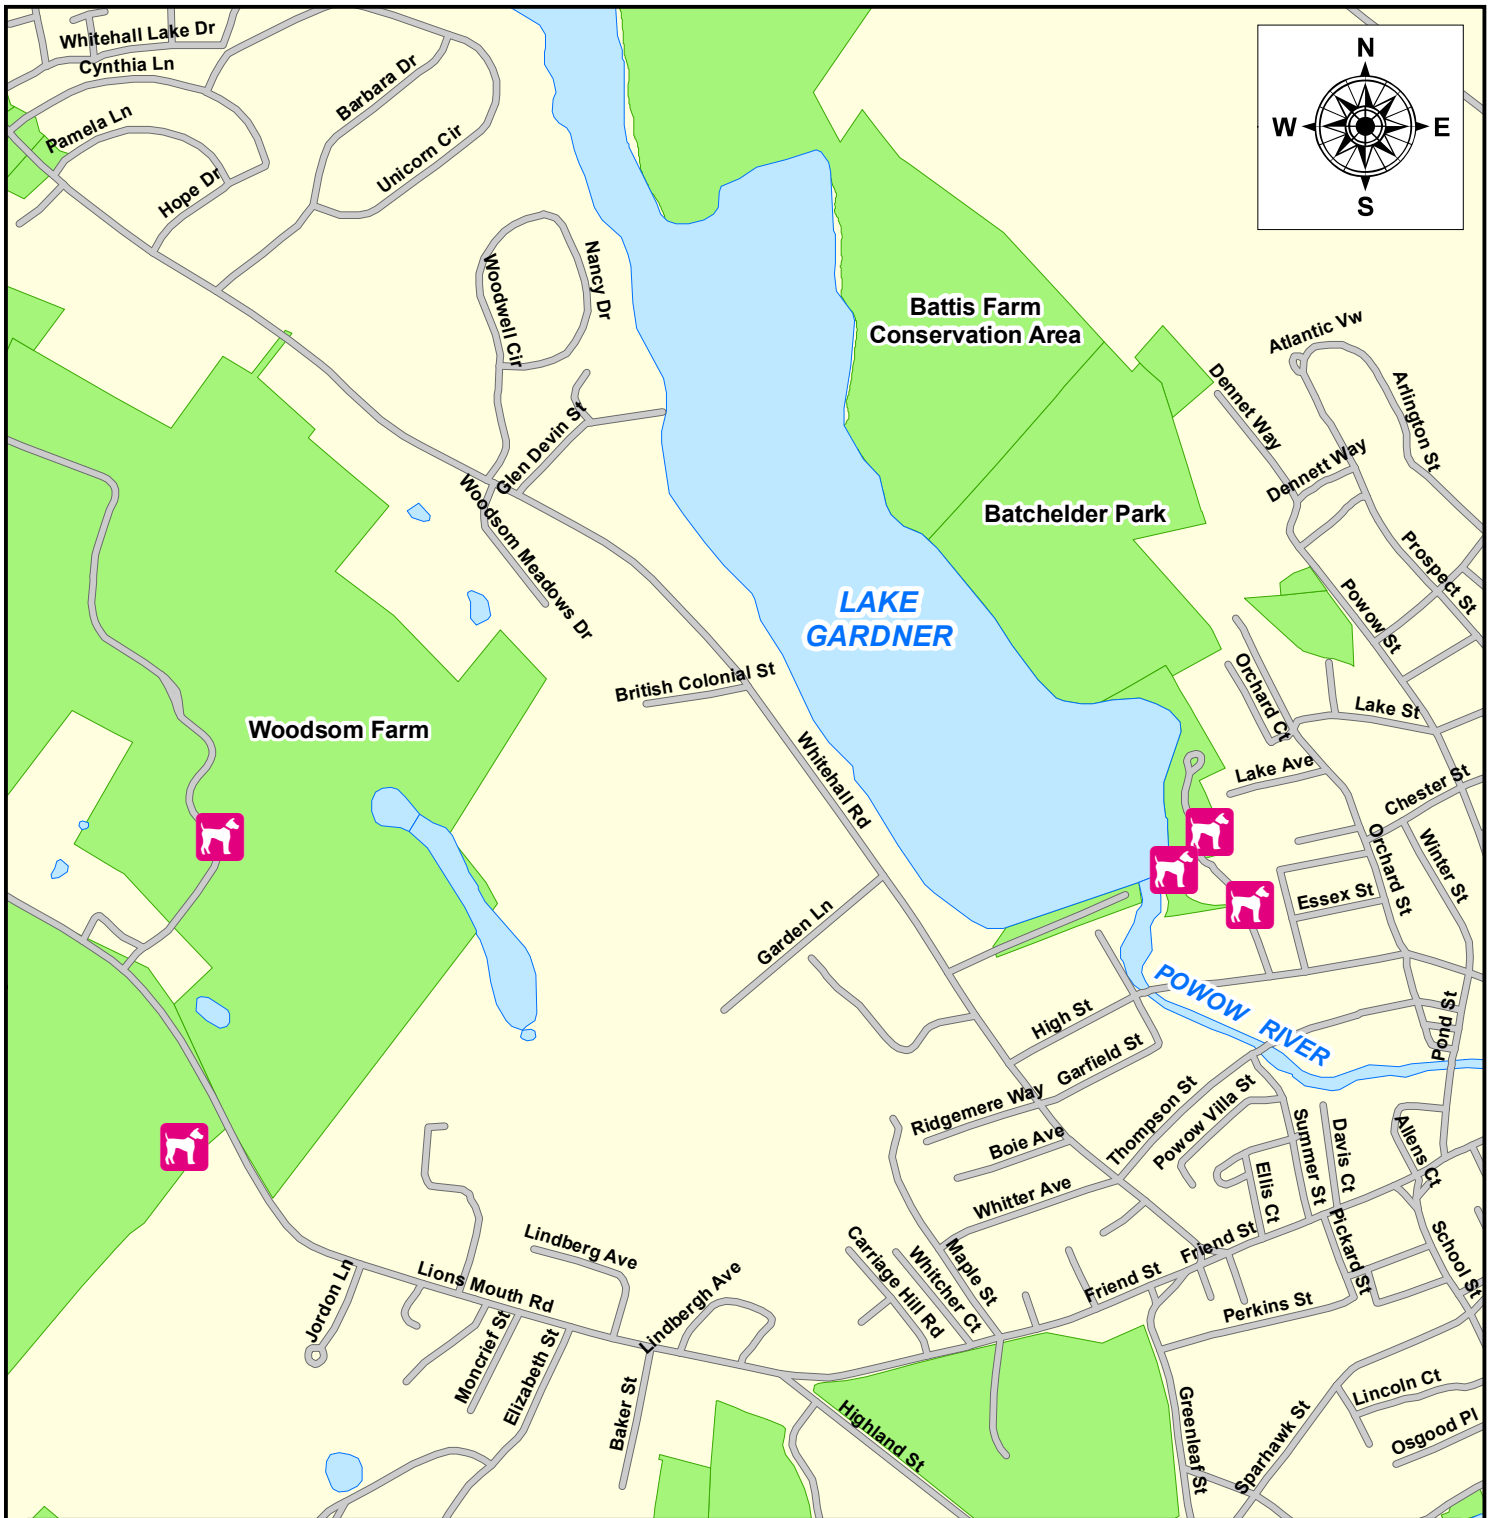 Whitehall Lake Dr
Cynthia Ln
Pamela Ln
Hope Dr
Barbara Dr
Unicorn Cir
N
W
E
S
Woodwell Cir
Nancy Dr
Glen Devin St
Woodsom Meadows Dr
Battis Farm
Conservation Area
Batchelder Park
Atlantic Vw
Arlington St
Dennet Way
Dennett Way
Prospect St
Powow St
LAKE
GARDNER
British Colonial St
Woodsom Farm
Whitehall Rd
Orchard Ct
Lake St
Lake Ave
Chester St
Orchard St
Winter St
Essex St
Garden Ln
POWOW RIVER
High St
Garfield St
Pond St
Ridgemere Way
Boie Ave
Whitter Ave
Thompson St
Powow Villa St
Summer St
Davis Ct
Allens Ct
Ellis Ct
Pickard St
School St
Friend St
Friend St
Perkins St
Maple St
Whitcher Ct
Carriage Hill Rd
Lindberg Ave
Lindbergh Ave
Lions Mouth Rd
Jordon Ln
Moncrief St
Elizabeth St
Baker St
Highland St
Greenleaf St
Sparhawk St
Lincoln Ct
Osgood Pl